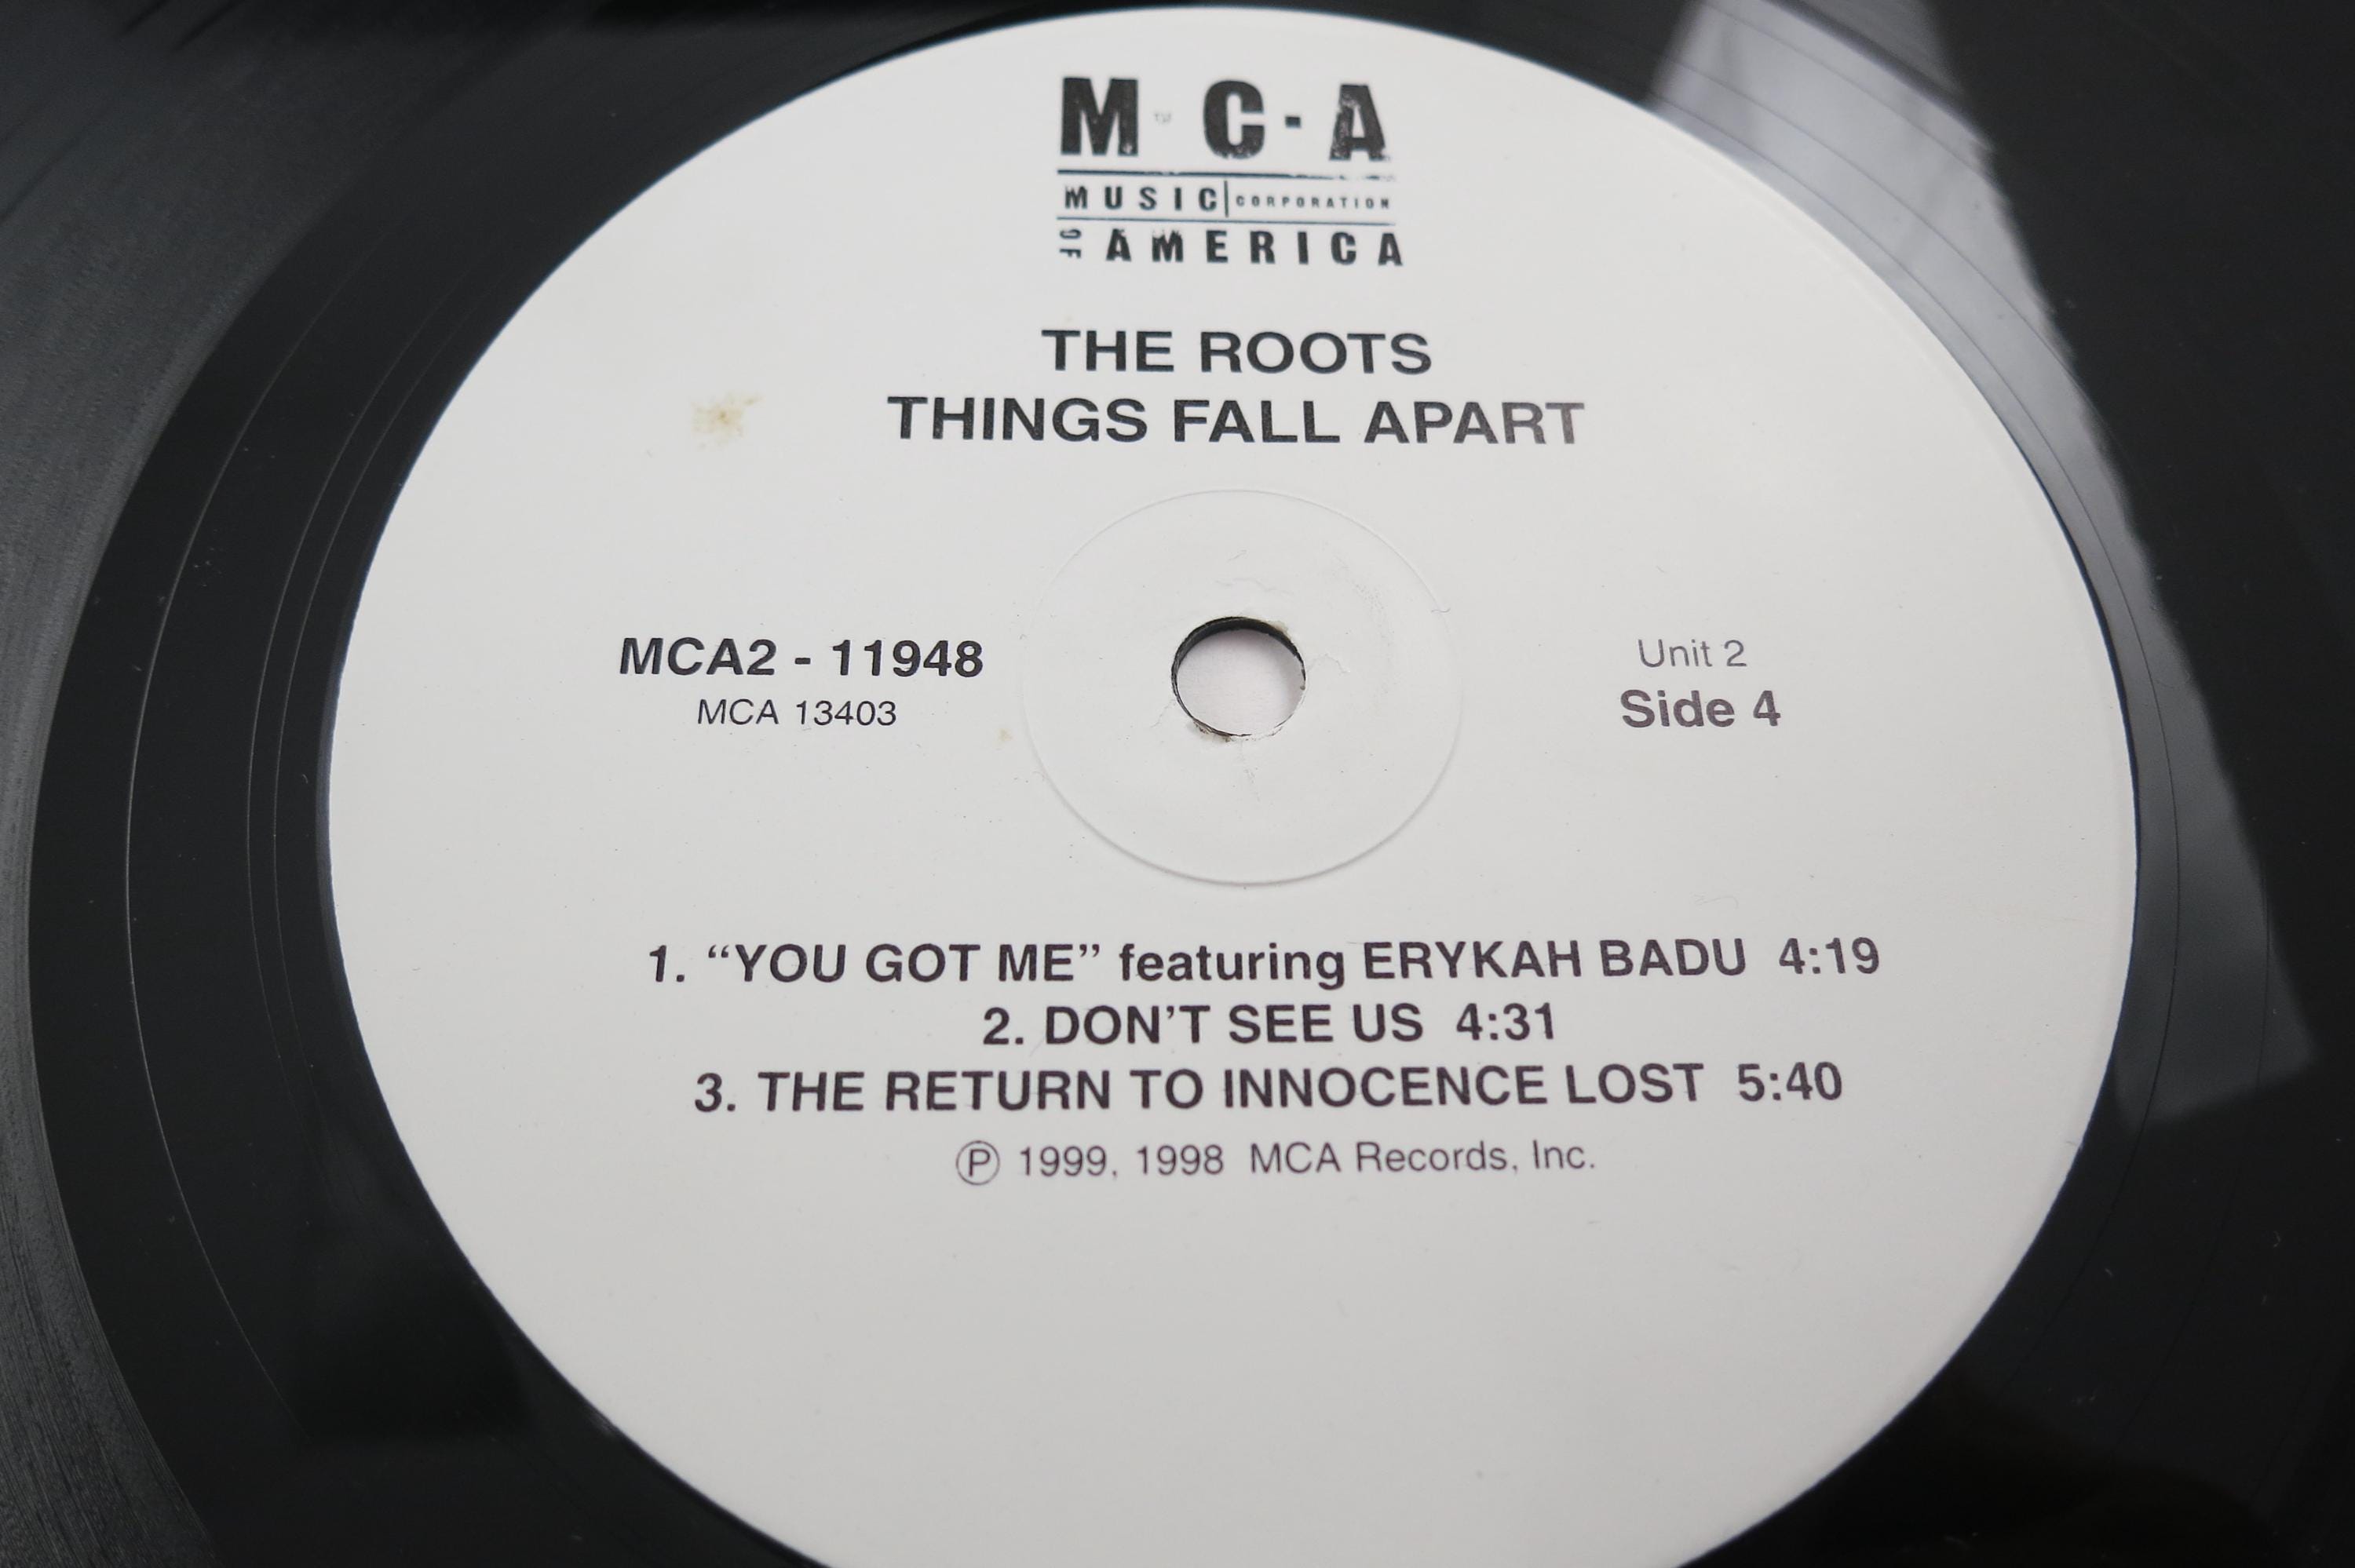 M™C-A
MUSIC CORPORATION
OF AMERICA
THE ROOTS
THINGS FALL APART
MCA2 - 11948
MCA 13403
Unit 2
Side 4
1. “YOU GOT ME” featuring ERYKAH BADU 4:19
2. DON’T SEE US 4:31
3. THE RETURN TO INNOCENCE LOST 5:40
Ⓟ 1999, 1998 MCA Records, Inc.